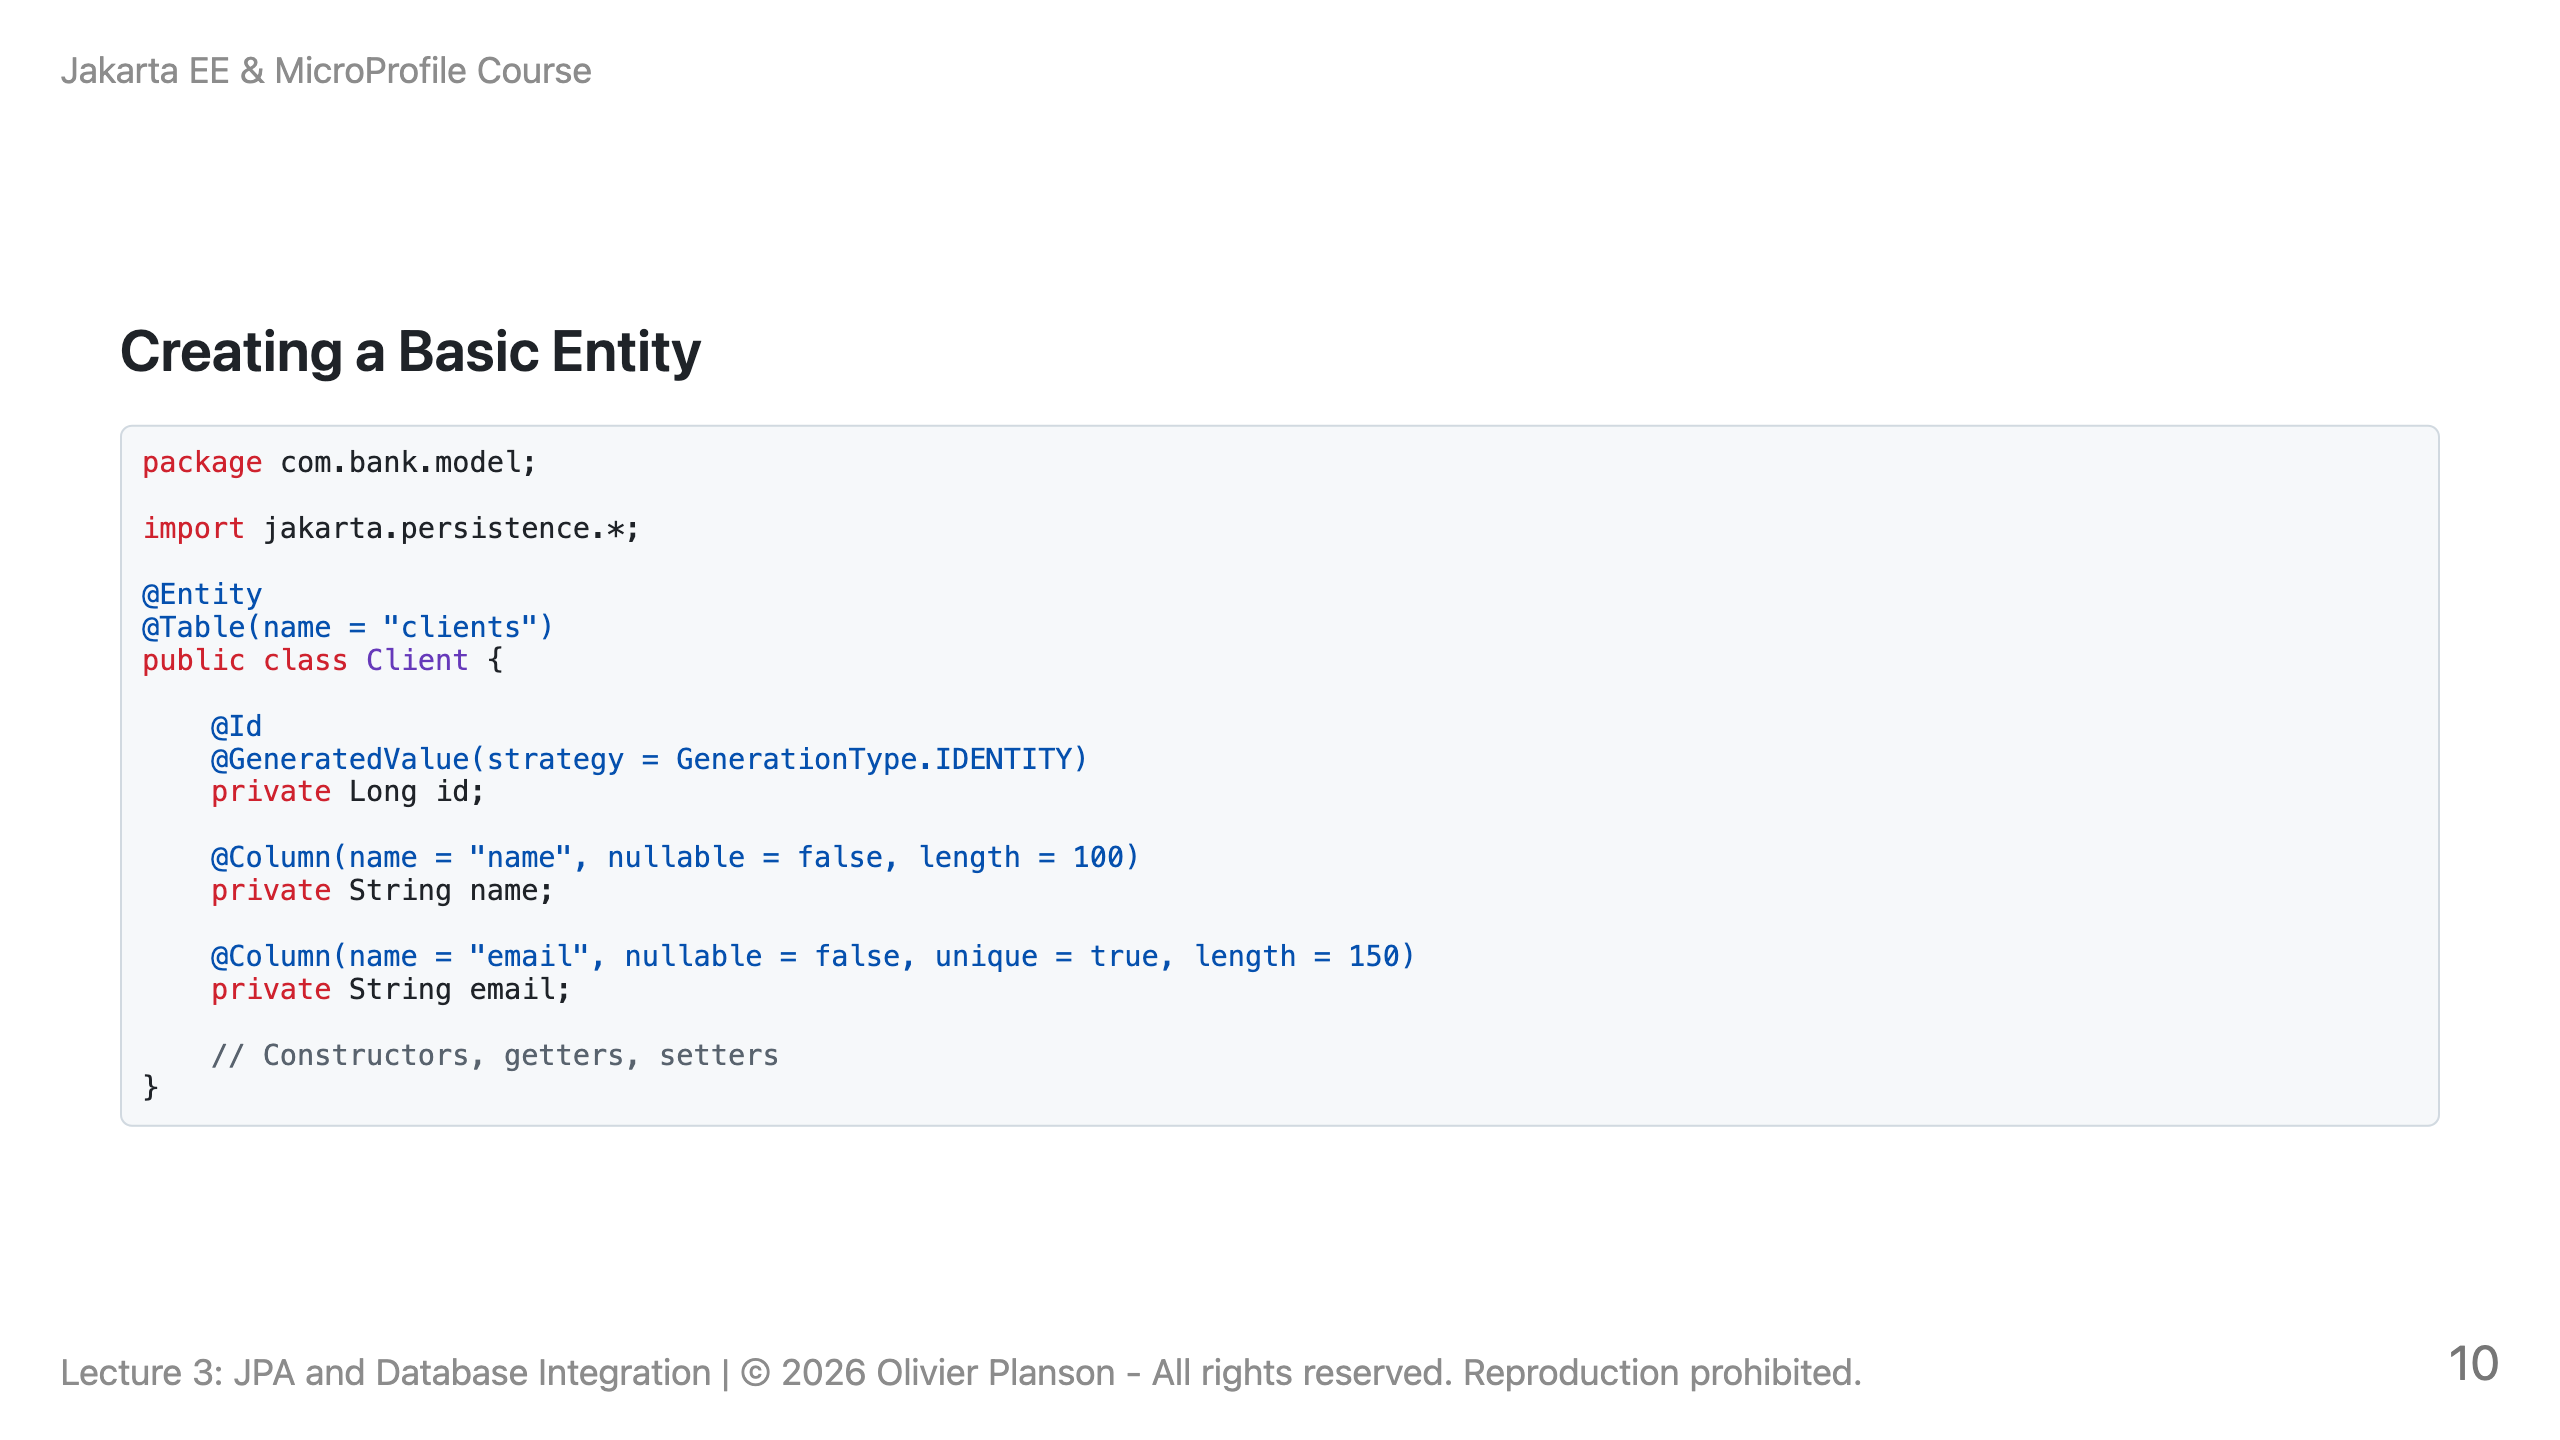 Jakarta EE & MicroProfile Course
Creating a Basic Entity
package com.bank.model;
import jakarta.persistence.*;
@Entity
@Table(name = "clients")
public class Client {
    @Id
    @GeneratedValue(strategy = GenerationType.IDENTITY)
    private Long id;
    @Column(name = "name", nullable = false, length = 100)
    private String name;
    @Column(name = "email", nullable = false, unique = true, length = 150)
    private String email;
    // Constructors, getters, setters
}
Lecture 3: JPA and Database Integration | © 2026 Olivier Planson - All rights reserved. Reproduction prohibited.
10